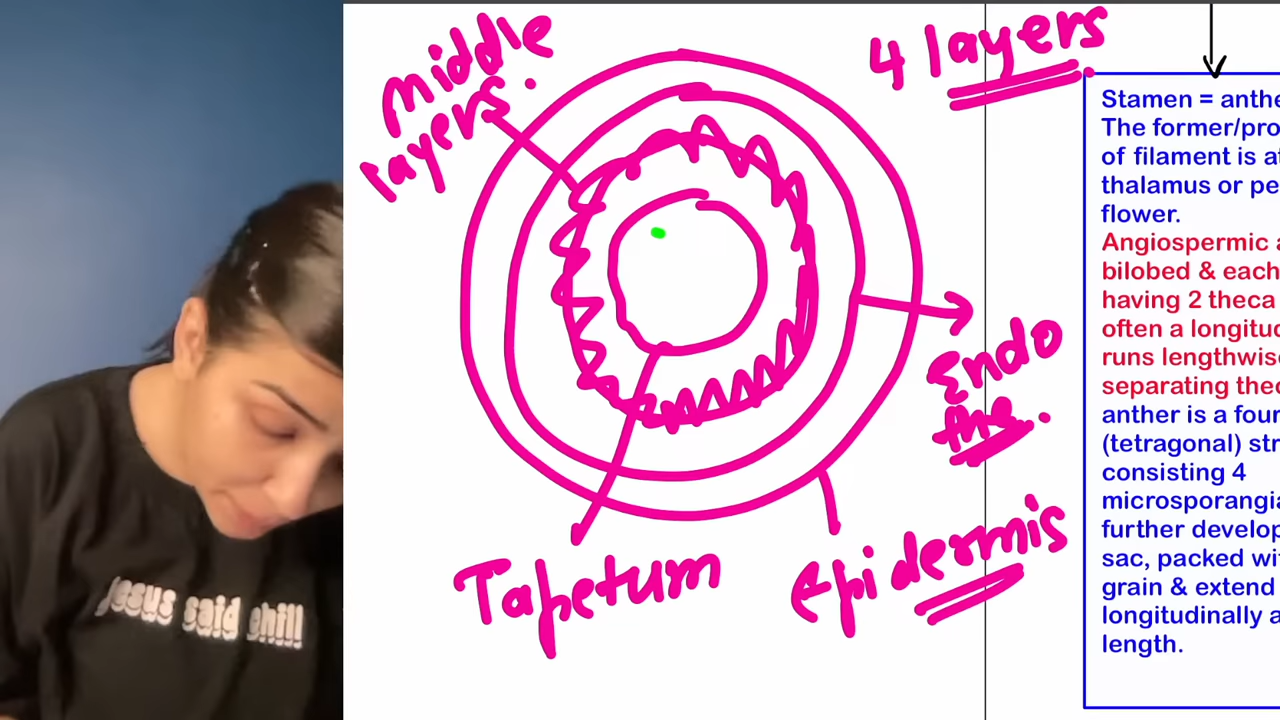 middle
layers.
4 layers
Endo
the.
Tapetum
epidermis
Stamen = anthe
The former/pro
of filament is a
thalamus or pe
flower.
Angiospermic a
bilobed & each
having 2 theca
often a longitud
runs lengthwise
separating thec
anther is a four
(tetragonal) str
consisting 4
microsporangia
further develop
sac, packed wi
grain & extend
longitudinally a
length.
jesus said chill